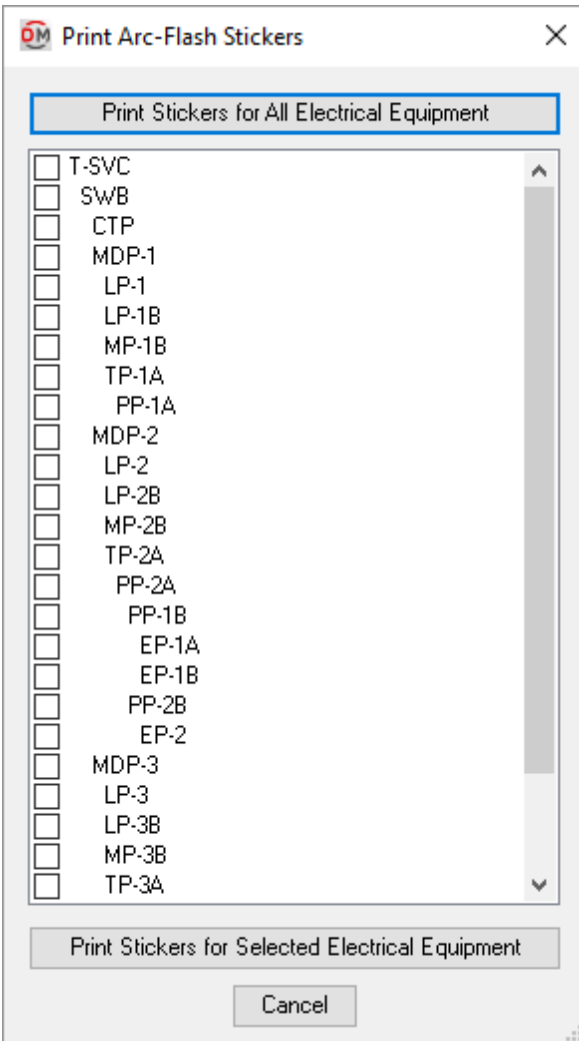 DM Print Arc-Flash Stickers
Print Stickers for All Electrical Equipment
T-SVC
SWB
CTP
MDP-1
LP-1
LP-1B
MP-1B
TP-1A
PP-1A
MDP-2
LP-2
LP-2B
MP-2B
TP-2A
PP-2A
PP-1B
EP-1A
EP-1B
PP-2B
EP-2
MDP-3
LP-3
LP-3B
MP-3B
TP-3A
Print Stickers for Selected Electrical Equipment
Cancel